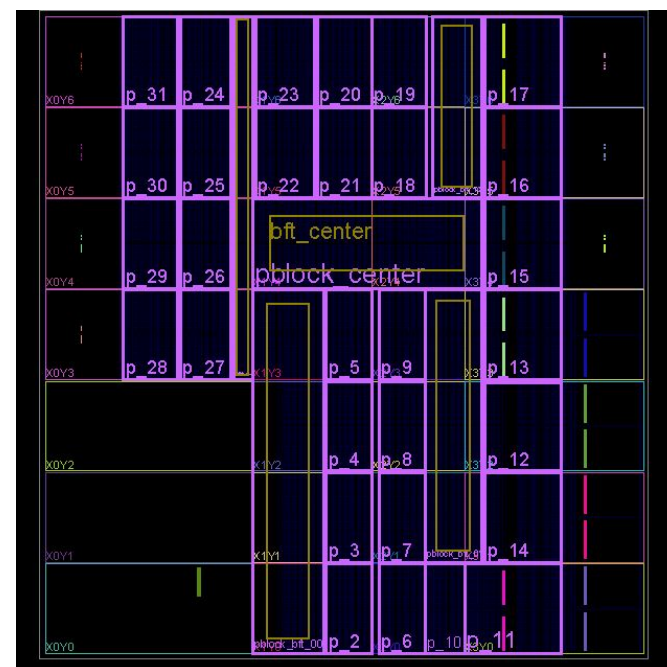 p_31 p_24 p_23 p_20 p_19 p_17
X0Y6
p_30 p_25 p_22 p_21 p_18 p_16
X0Y5
bft_center
p_29 p_26 pblock_center p_15
X0Y4
p_28 p_27 p_5 p_9 p_13
X0Y3 X1Y3
p_4 p_8 p_12
X0Y2 X1Y2
p_3 p_7 p_14
X0Y1 X1Y1
p_2 p_6 p_10 p_11
X0Y0 pblock_bft_00